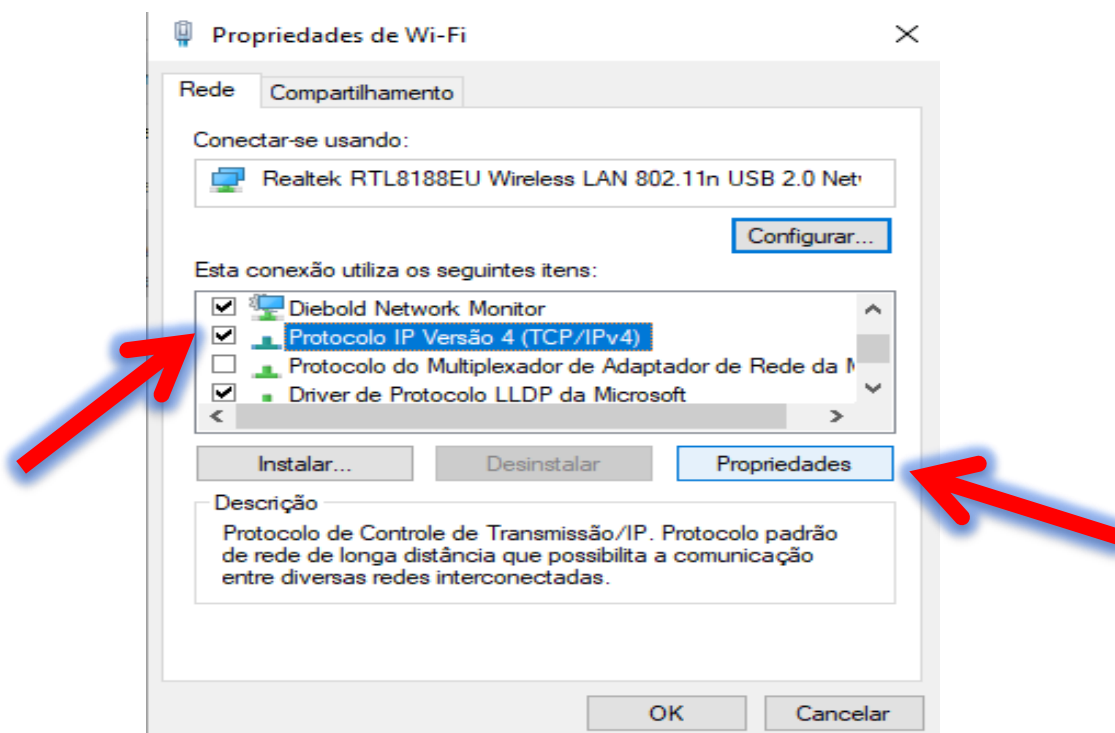 Propriedades de Wi-Fi
Rede
Compartilhamento
Conectar-se usando:
Realtek RTL8188EU Wireless LAN 802.11n USB 2.0 Net
Configurar...
Esta conexão utiliza os seguintes itens:
Diebold Network Monitor
Protocolo IP Versão 4 (TCP/IPv4)
Protocolo do Multiplexador de Adaptador de Rede da
Driver de Protocolo LLDP da Microsoft
Instalar...
Desinstalar
Propriedades
Descrição
Protocolo de Controle de Transmissão/IP. Protocolo padrão
de rede de longa distância que possibilita a comunicação
entre diversas redes interconectadas.
OK
Cancelar